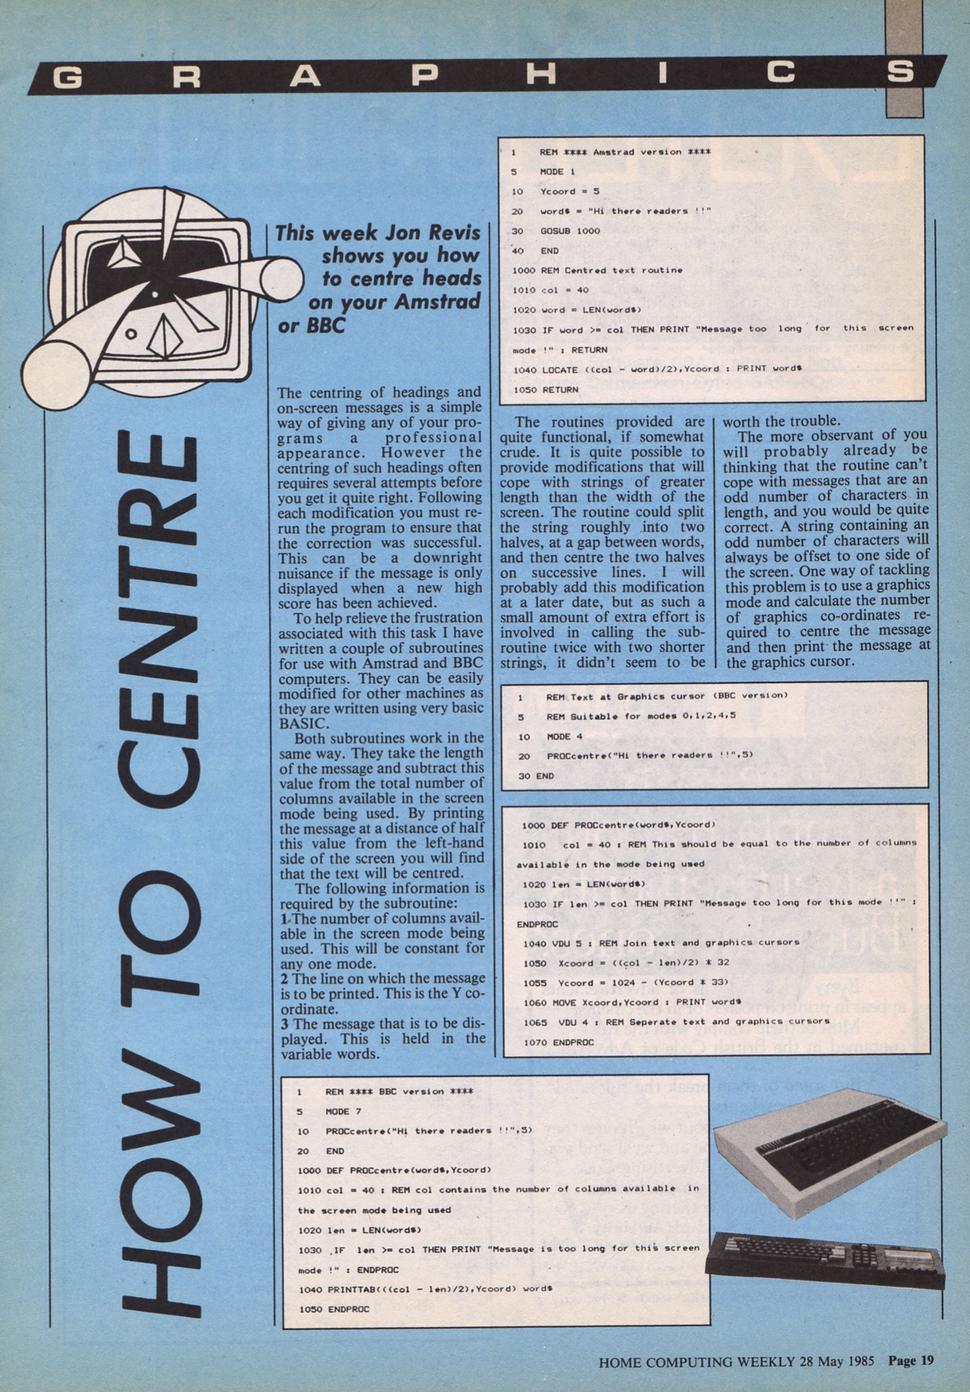 GRAPHICS
HOW TO CENTRE
This week Jon Revis
shows you how
to centre heads
on your Amstrad
or BBC
The centring of headings and
on-screen messages is a simple
way of giving any of your pro-
grams a professional
appearance. However the
centring of such headings often
requires several attempts before
you get it quite right. Following
each modification you must re-
run the program to ensure that
the correction was successful.
This can be a downright
nuisance if the message is only
displayed when a new high
score has been achieved.
To help relieve the frustration
associated with this task I have
written a couple of subroutines
for use with Amstrad and BBC
computers. They can be easily
modified for other machines as
they are written using very basic
BASIC.
Both subroutines work in the
same way. They take the length
of the message and subtract this
value from the total number of
columns available in the screen
mode being used. By printing
the message at a distance of half
this value from the left-hand
side of the screen you will find
that the text will be centred.
The following information is
required by the subroutine:
1 The number of columns avail-
able in the screen mode being
used. This will be constant for
any one mode.
2 The line on which the message
is to be printed. This is the Y co-
ordinate.
3 The message that is to be dis-
played. This is held in the
variable words.
1 REM **** Amstrad version ****
5 MODE 1
10 Ycoord = 5
20 word$ = "Hi there readers !!"
30 GOSUB 1000
40 END
1000 REM Centred text routine
1010 col = 40
1020 word = LEN(word$)
1030 IF word >= col THEN PRINT "Message too long for this screen
mode !" : RETURN
1040 LOCATE ((col - word)/2),Ycoord : PRINT word$
1050 RETURN
The routines provided are
quite functional, if somewhat
crude. It is quite possible to
provide modifications that will
cope with strings of greater
length than the width of the
screen. The routine could split
the string roughly into two
halves, at a gap between words,
and then centre the two halves
on successive lines. I will
probably add this modification
at a later date, but as such a
small amount of extra effort is
involved in calling the sub-
routine twice with two shorter
strings, it didn't seem to be
worth the trouble.
The more observant of you
will probably already be
thinking that the routine can't
cope with messages that are an
odd number of characters in
length, and you would be quite
correct. A string containing an
odd number of characters will
always be offset to one side of
the screen. One way of tackling
this problem is to use a graphics
mode and calculate the number
of graphics co-ordinates re-
quired to centre the message
and then print the message at
the graphics cursor.
1 REM Text at Graphics cursor (BBC version)
5 REM Suitable for modes 0,1,2,4,5
10 MODE 4
20 PROCcentre("Hi there readers !!",5)
30 END
1000 DEF PROCcentre(word$,Ycoord)
1010 col = 40 : REM This should be equal to the number of columns
available in the mode being used
1020 len = LEN(word$)
1030 IF len >= col THEN PRINT "Message too long for this mode !!" :
ENDPROC
1040 VDU 5 : REM Join text and graphics cursors
1050 Xcoord = ((col - len)/2) * 32
1055 Ycoord = 1024 - (Ycoord * 33)
1060 MOVE Xcoord,Ycoord : PRINT word$
1065 VDU 4 : REM Seperate text and graphics cursors
1070 ENDPROC
1 REM **** BBC version ****
5 MODE 7
10 PROCcentre("Hi there readers !!",5)
20 END
1000 DEF PROCcentre(word$,Ycoord)
1010 col = 40 : REM col contains the number of columns available in
the screen mode being used
1020 len = LEN(word$)
1030 IF len >= col THEN PRINT "Message is too long for this screen
mode !" : ENDPROC
1040 PRINTTAB(((col - len)/2),Ycoord) word$
1050 ENDPROC
HOME COMPUTING WEEKLY 28 May 1985 Page 19